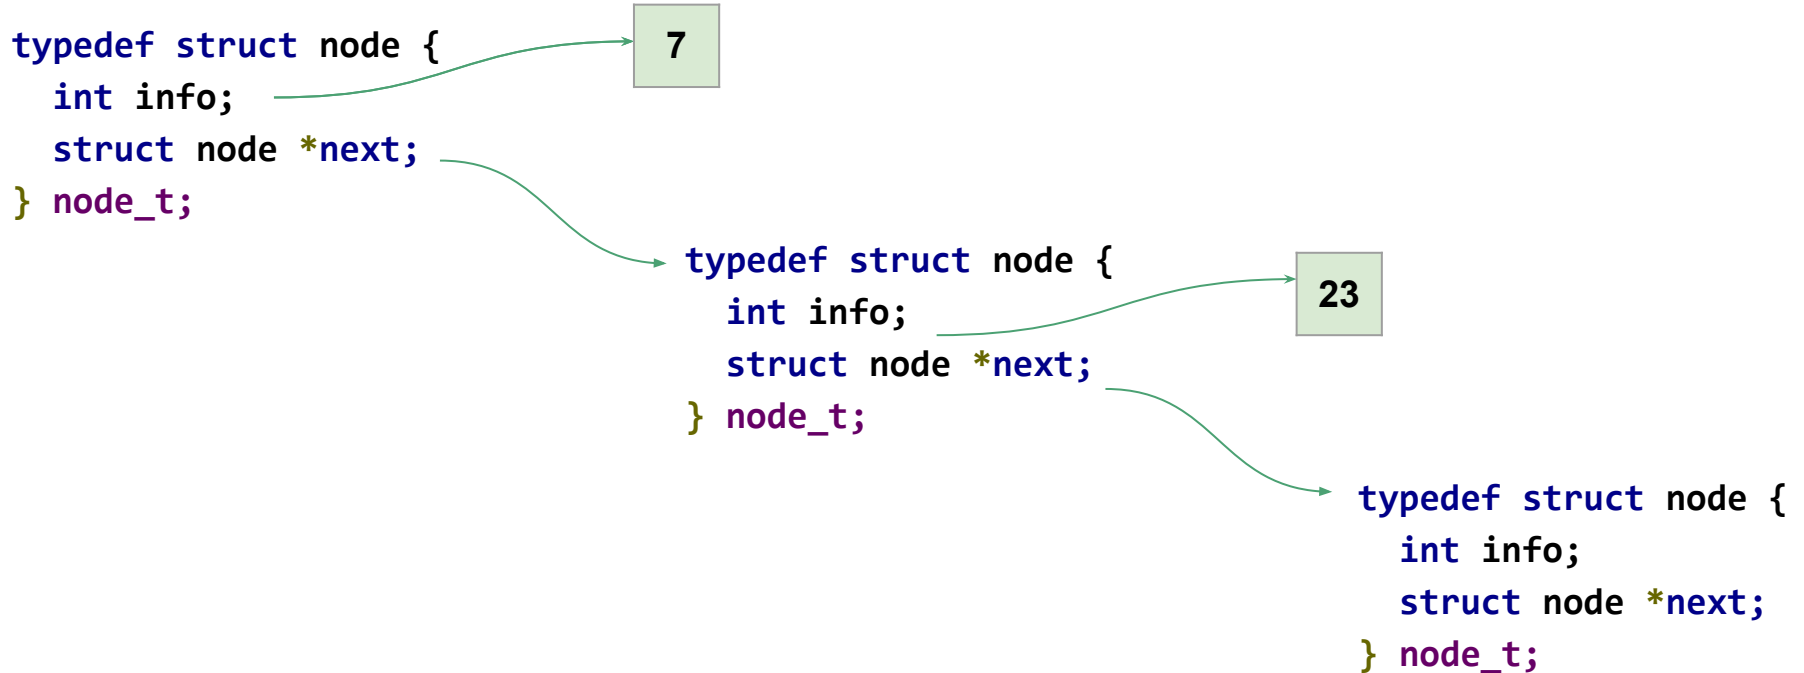 typedef struct node {
  int info;
  struct node *next;
} node_t;
7
typedef struct node {
  int info;
  struct node *next;
} node_t;
23
typedef struct node {
  int info;
  struct node *next;
} node_t;